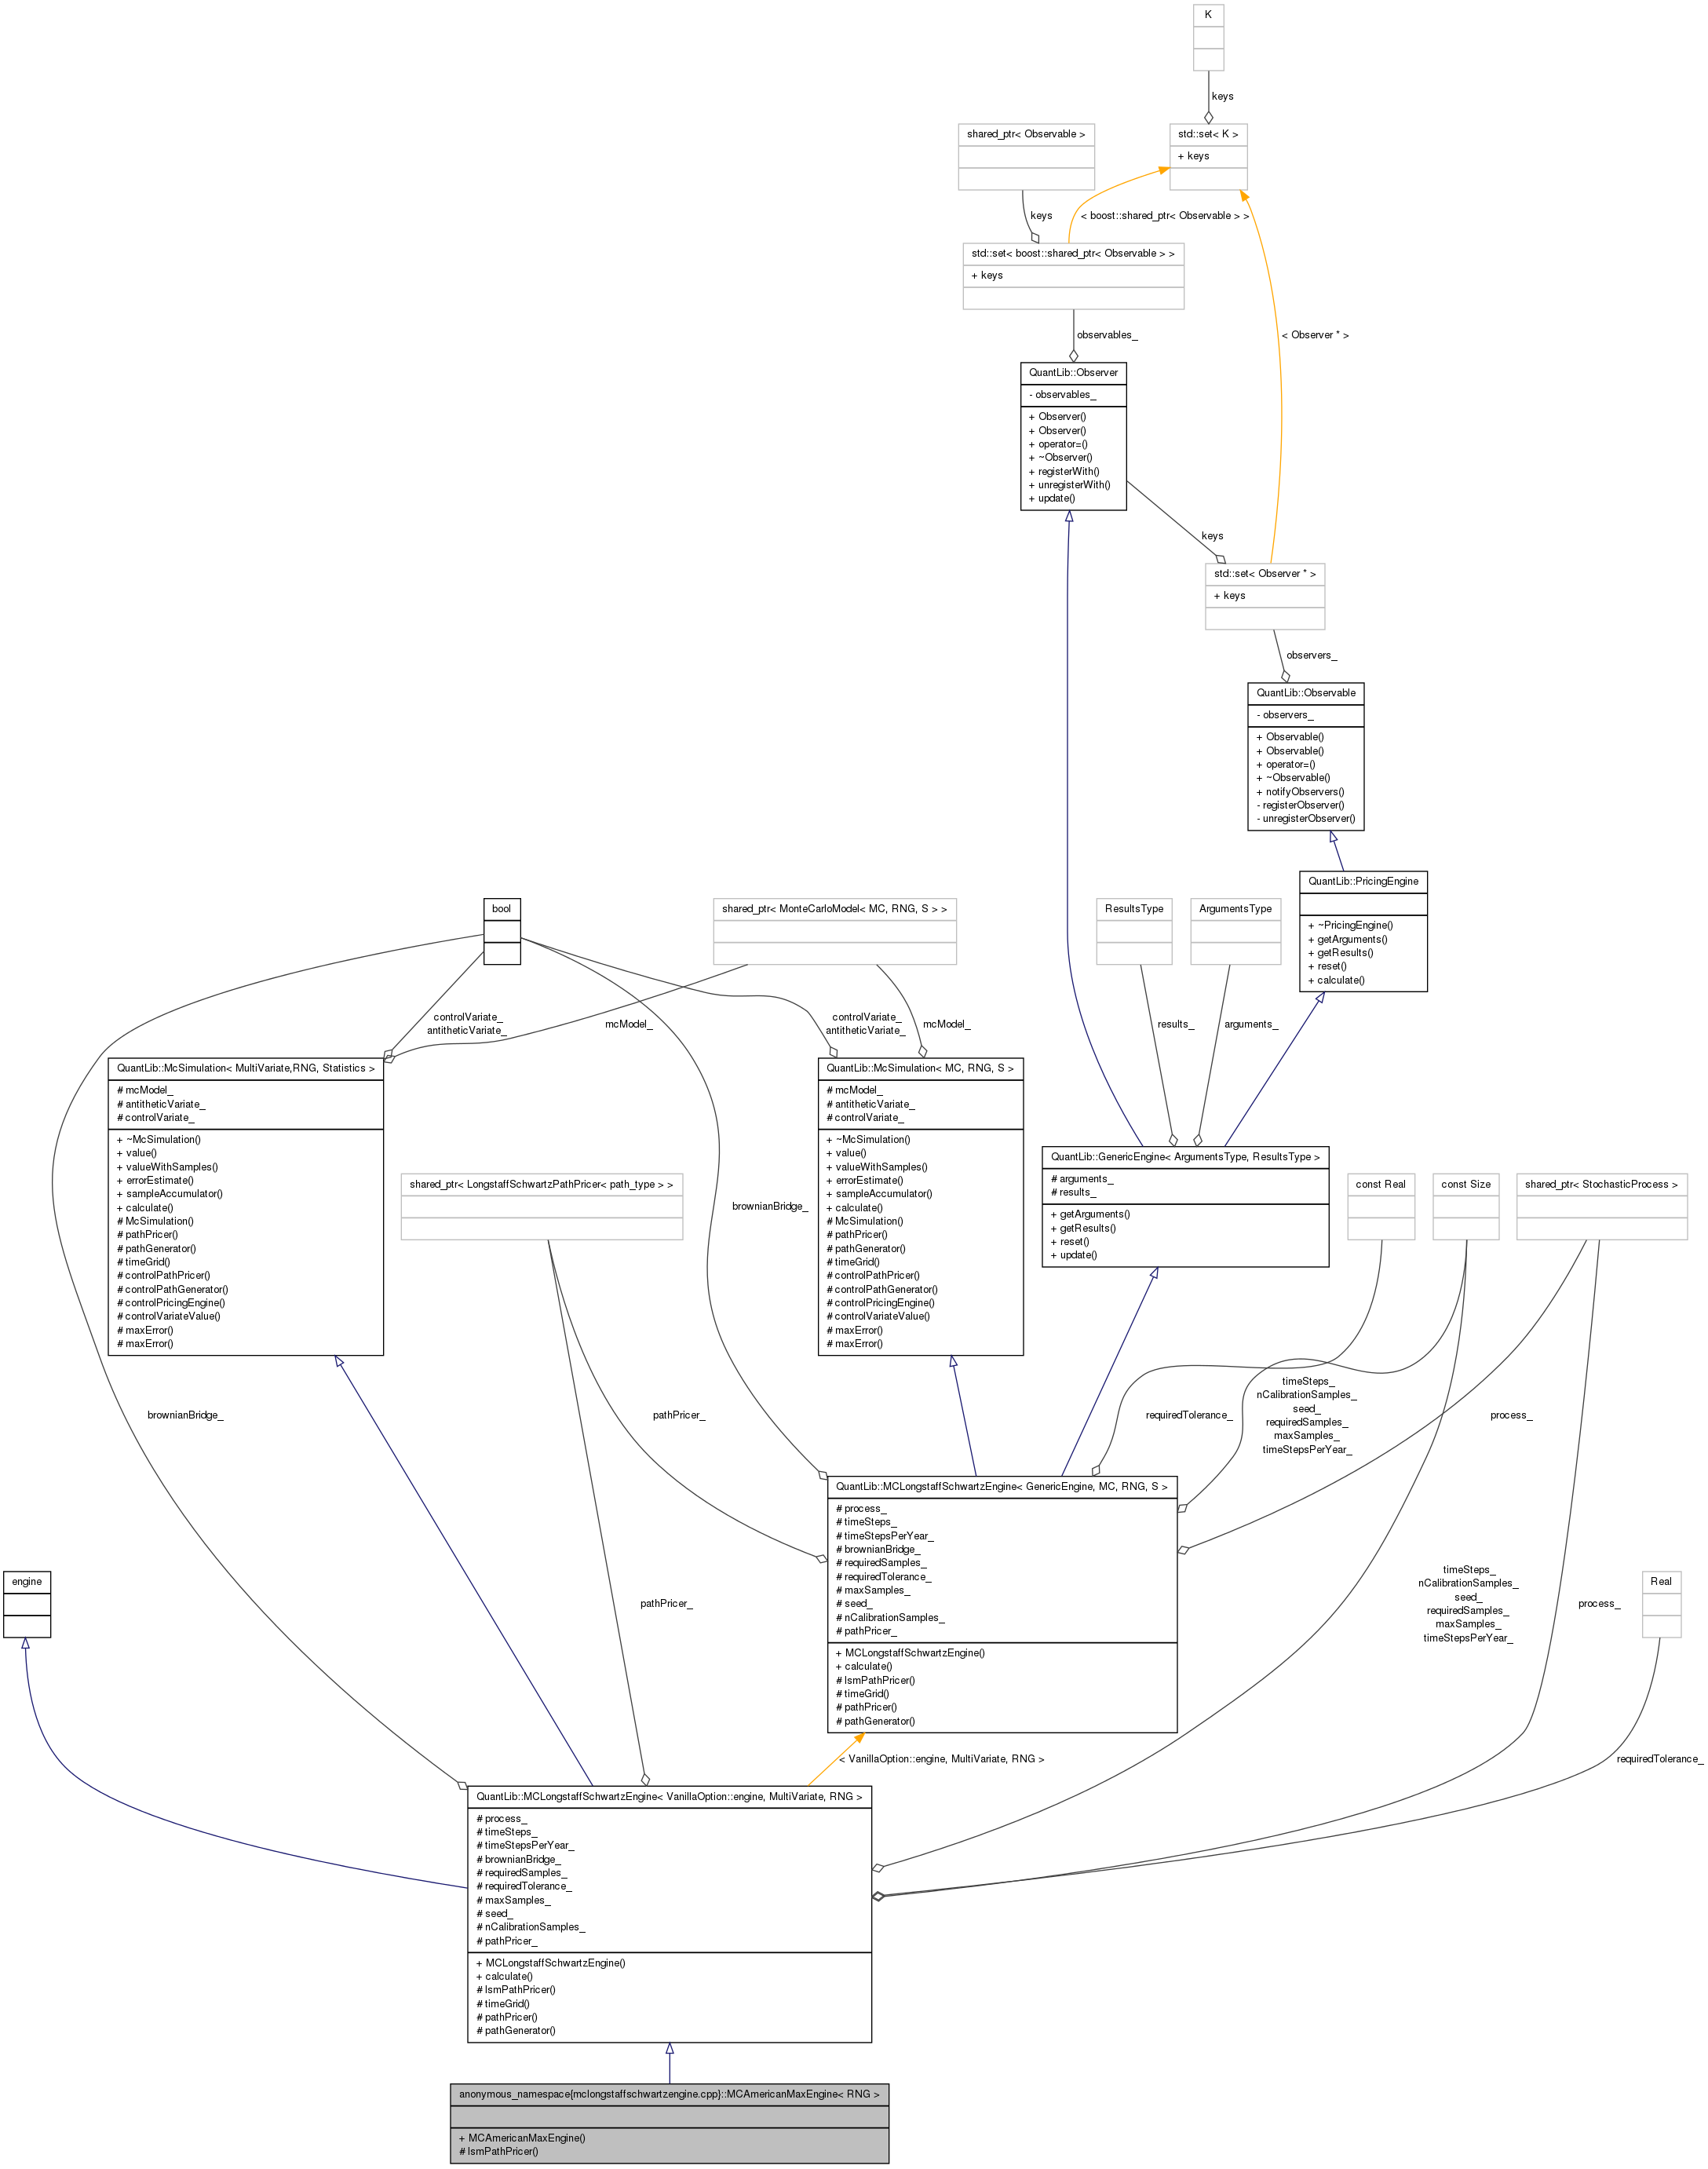 K
keys
shared_ptr< Observable >
std::set< K >
+ keys
keys
< boost::shared_ptr< Observable > >
std::set< boost::shared_ptr< Observable > >
+ keys
observables_
< Observer * >
QuantLib::Observer
- observables_
+ Observer()
+ Observer()
+ operator=()
+ ~Observer()
+ registerWith()
+ unregisterWith()
+ update()
keys
std::set< Observer * >
+ keys
observers_
QuantLib::Observable
- observers_
+ Observable()
+ Observable()
+ operator=()
+ ~Observable()
+ notifyObservers()
- registerObserver()
- unregisterObserver()
QuantLib::PricingEngine
+ ~PricingEngine()
+ getArguments()
+ getResults()
+ reset()
+ calculate()
bool
shared_ptr< MonteCarloModel< MC, RNG, S > >
ResultsType
ArgumentsType
controlVariate_
antitheticVariate_
mcModel_
controlVariate_
antitheticVariate_
mcModel_
results_
arguments_
QuantLib::McSimulation< MultiVariate,RNG, Statistics >
# mcModel_
# antitheticVariate_
# controlVariate_
+ ~McSimulation()
+ value()
+ valueWithSamples()
+ errorEstimate()
+ sampleAccumulator()
+ calculate()
# McSimulation()
# pathPricer()
# pathGenerator()
# timeGrid()
# controlPathPricer()
# controlPathGenerator()
# controlPricingEngine()
# controlVariateValue()
# maxError()
# maxError()
QuantLib::McSimulation< MC, RNG, S >
# mcModel_
# antitheticVariate_
# controlVariate_
+ ~McSimulation()
+ value()
+ valueWithSamples()
+ errorEstimate()
+ sampleAccumulator()
+ calculate()
# McSimulation()
# pathPricer()
# pathGenerator()
# timeGrid()
# controlPathPricer()
# controlPathGenerator()
# controlPricingEngine()
# controlVariateValue()
# maxError()
# maxError()
QuantLib::GenericEngine< ArgumentsType, ResultsType >
# arguments_
# results_
+ getArguments()
+ getResults()
+ reset()
+ update()
shared_ptr< LongstaffSchwartzPathPricer< path_type > >
brownianBridge_
const Real
const Size
shared_ptr< StochasticProcess >
brownianBridge_
pathPricer_
requiredTolerance_
timeSteps_
nCalibrationSamples_
seed_
requiredSamples_
maxSamples_
timeStepsPerYear_
process_
QuantLib::MCLongstaffSchwartzEngine< GenericEngine, MC, RNG, S >
# process_
# timeSteps_
# timeStepsPerYear_
# brownianBridge_
# requiredSamples_
# requiredTolerance_
# maxSamples_
# seed_
# nCalibrationSamples_
# pathPricer_
+ MCLongstaffSchwartzEngine()
+ calculate()
# lsmPathPricer()
# timeGrid()
# pathPricer()
# pathGenerator()
engine
pathPricer_
timeSteps_
nCalibrationSamples_
seed_
requiredSamples_
maxSamples_
timeStepsPerYear_
process_
Real
< VanillaOption::engine, MultiVariate, RNG >
requiredTolerance_
QuantLib::MCLongstaffSchwartzEngine< VanillaOption::engine, MultiVariate, RNG >
# process_
# timeSteps_
# timeStepsPerYear_
# brownianBridge_
# requiredSamples_
# requiredTolerance_
# maxSamples_
# seed_
# nCalibrationSamples_
# pathPricer_
+ MCLongstaffSchwartzEngine()
+ calculate()
# lsmPathPricer()
# timeGrid()
# pathPricer()
# pathGenerator()
anonymous_namespace{mclongstaffschwartzengine.cpp}::MCAmericanMaxEngine< RNG >
+ MCAmericanMaxEngine()
# lsmPathPricer()